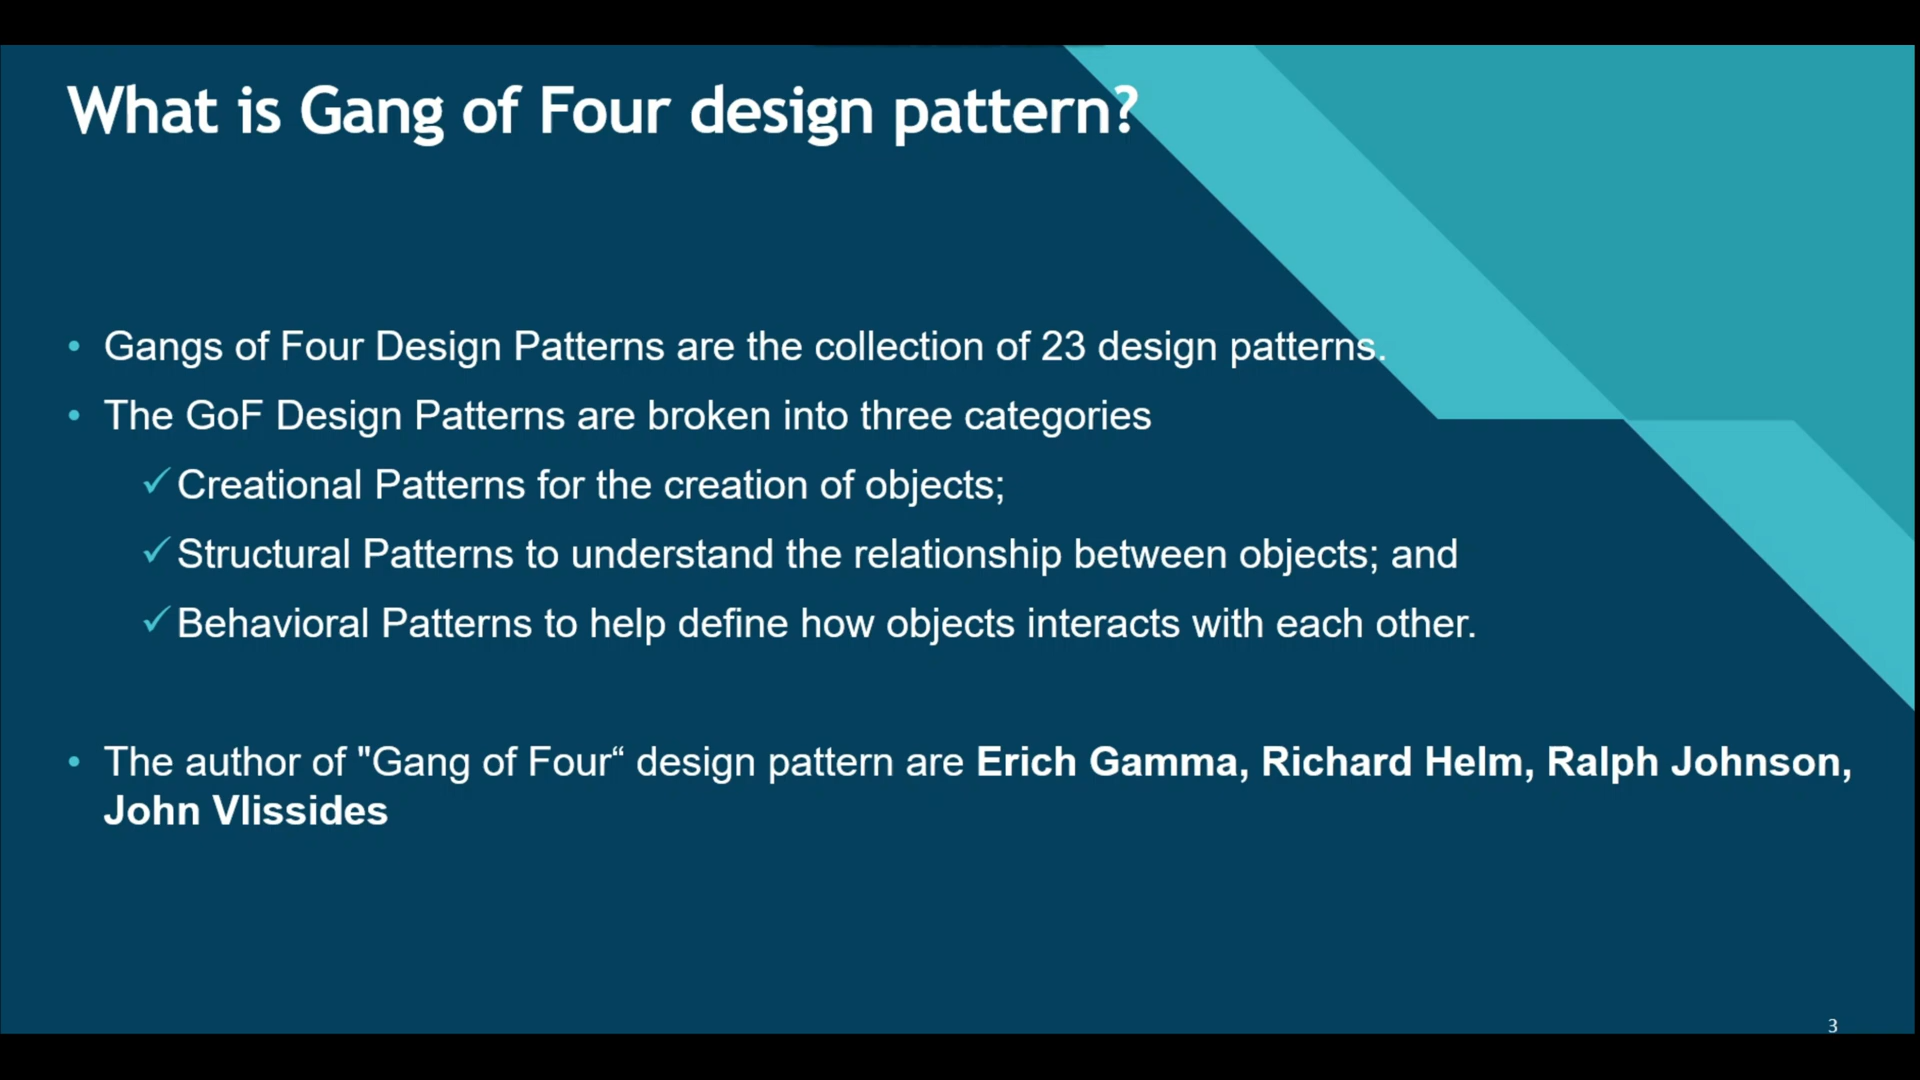 What is Gang of Four design pattern?
• Gangs of Four Design Patterns are the collection of 23 design patterns.
• The GoF Design Patterns are broken into three categories
✓ Creational Patterns for the creation of objects;
✓ Structural Patterns to understand the relationship between objects; and
✓ Behavioral Patterns to help define how objects interacts with each other.
• The author of "Gang of Four“ design pattern are Erich Gamma, Richard Helm, Ralph Johnson,
John Vlissides
3